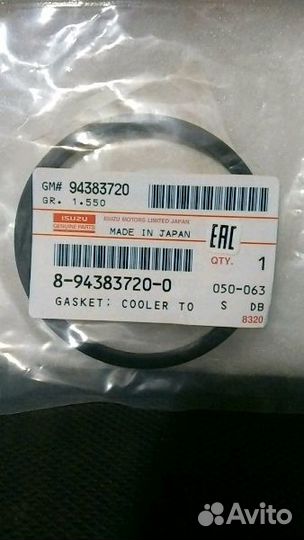 GM# 94383720
GR. 1.550
ISUZU
GENUINE PARTS
ISUZU MOTORS LIMITED JAPAN
MADE IN JAPAN
EAC
QTY. 1
8-94383720-0
050-063
GASKET; COOLER TO
S DB
8320
Avito